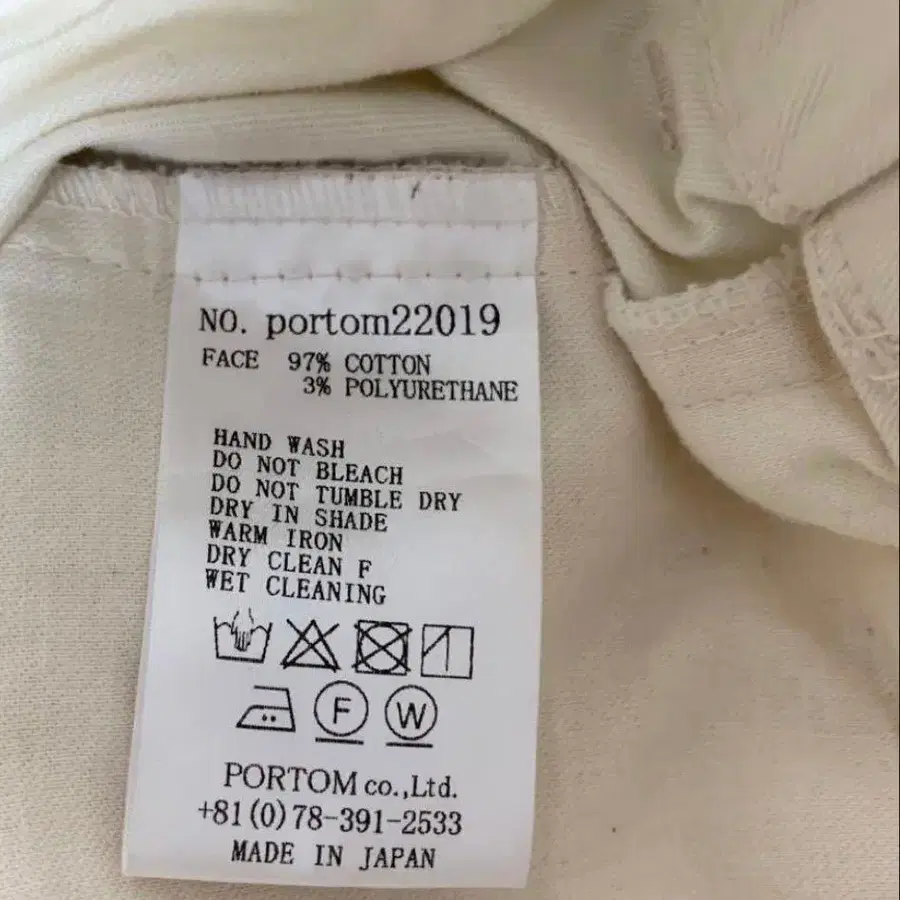 NO. portom22019
FACE 97% COTTON
3% POLYURETHANE
HAND WASH
DO NOT BLEACH
DO NOT TUMBLE DRY
DRY IN SHADE
WARM IRON
DRY CLEAN F
WET CLEANING
F W
PORTOM co.,Ltd.
+81(0)78-391-2533
MADE IN JAPAN